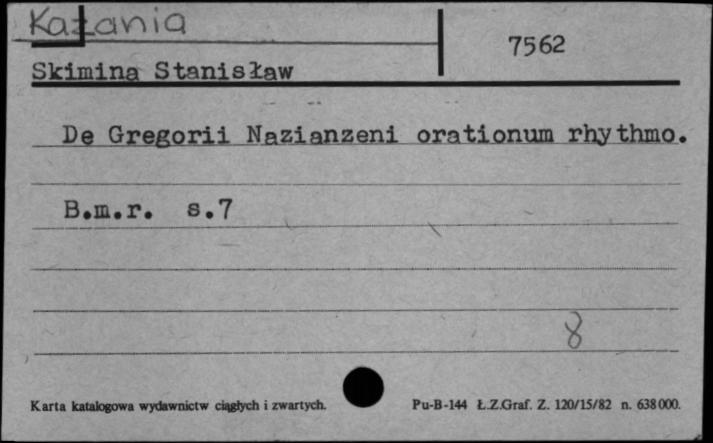 Kazania
7562
Skimina Stanisław
De Gregorii Nazianzeni orationum rhythmo.
B.m.r. s.7
8
Karta katalogowa wydawnictw ciągłych i zwartych.
Pu-B-144 Ł.Z.Graf. Z. 120/15/82 n. 638000.